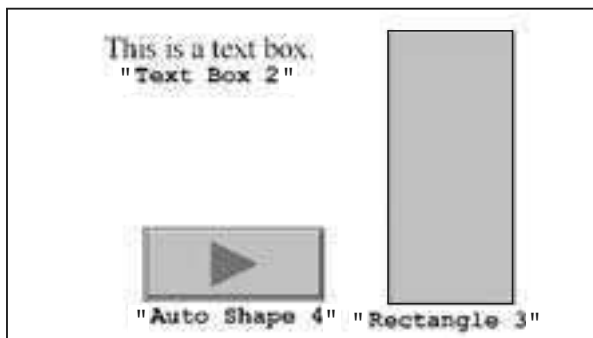 This is a text box.
"Text Box 2"
"Auto Shape 4"
"Rectangle 3"